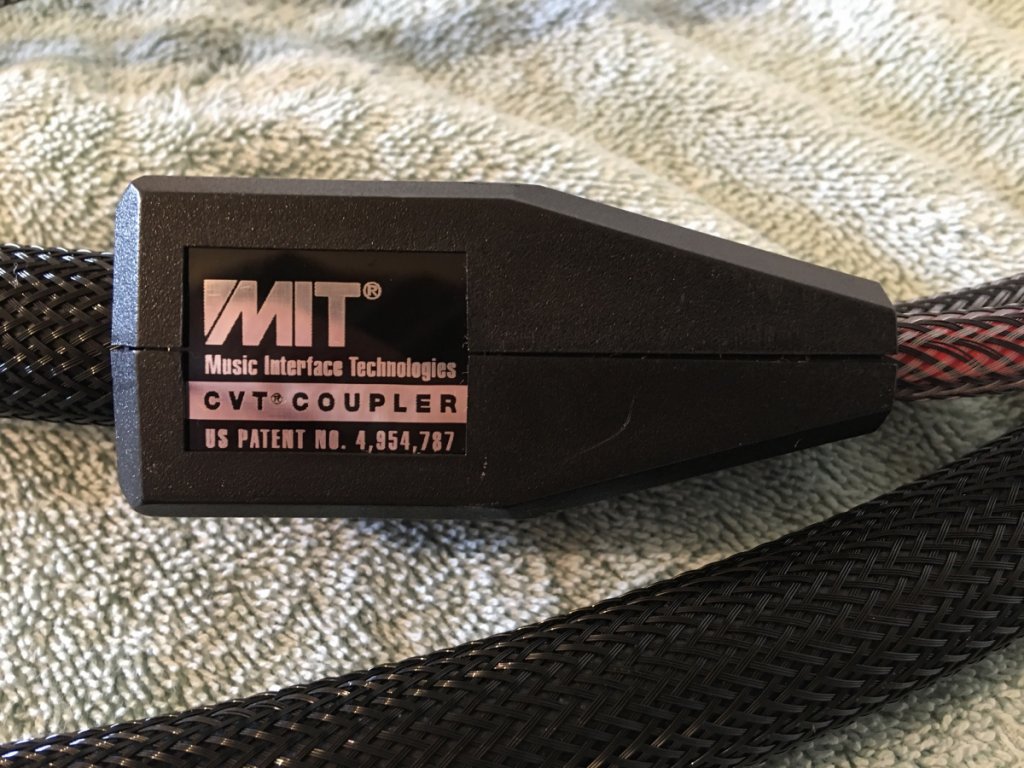 MIT®
Music Interface Technologies
CVT® COUPLER
US PATENT NO. 4,954,787